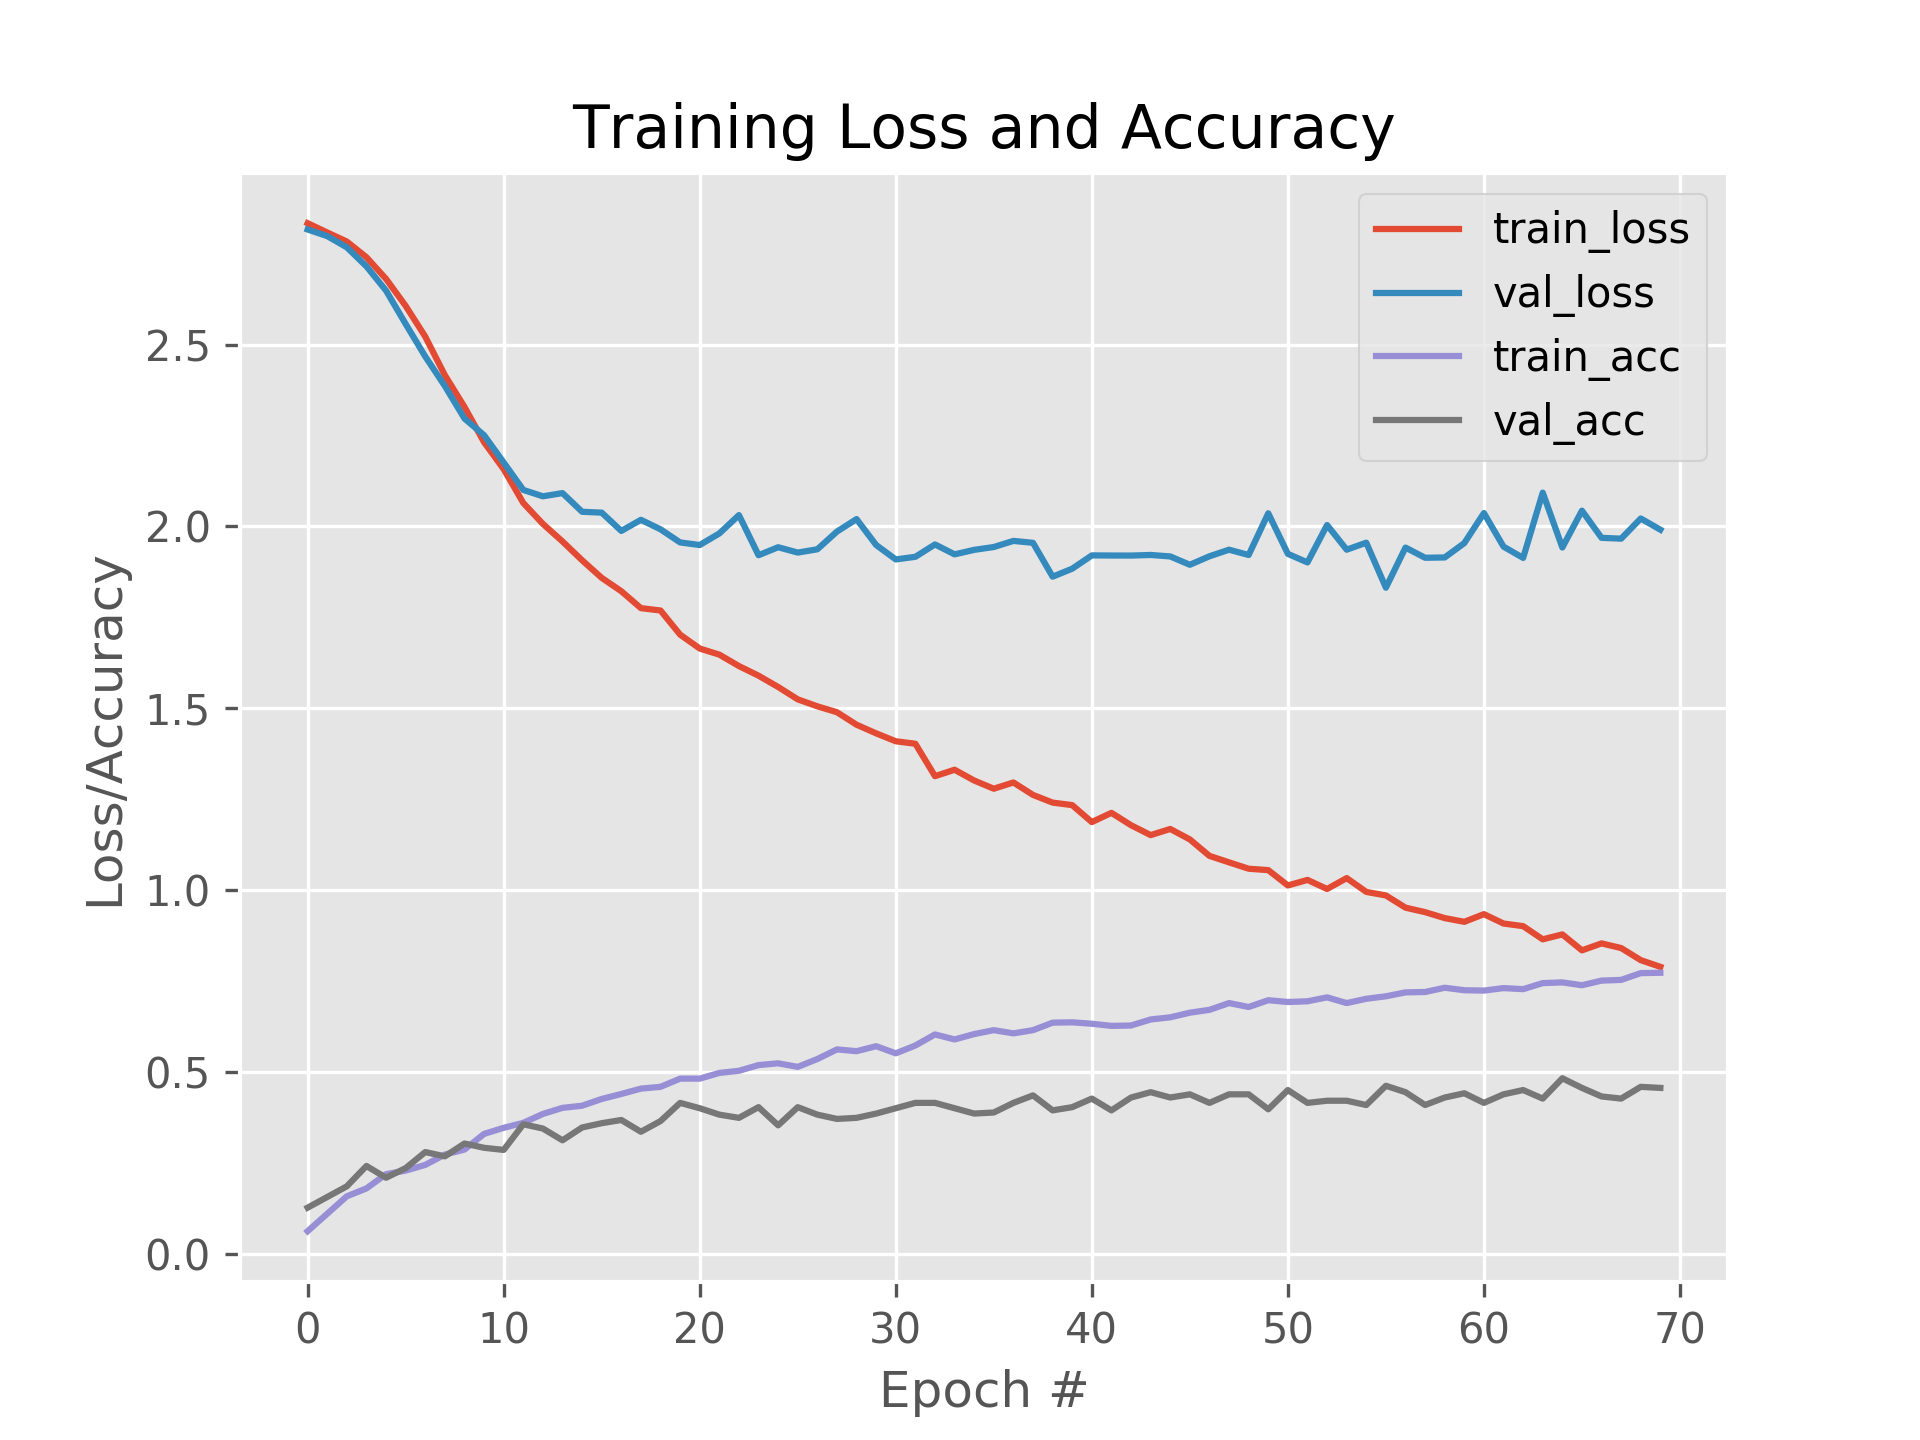 Training Loss and Accuracy
train_loss
val_loss
train_acc
val_acc
Loss/Accuracy
2.5
2.0
1.5
1.0
0.5
0.0
0 10 20 30 40 50 60 70
Epoch #